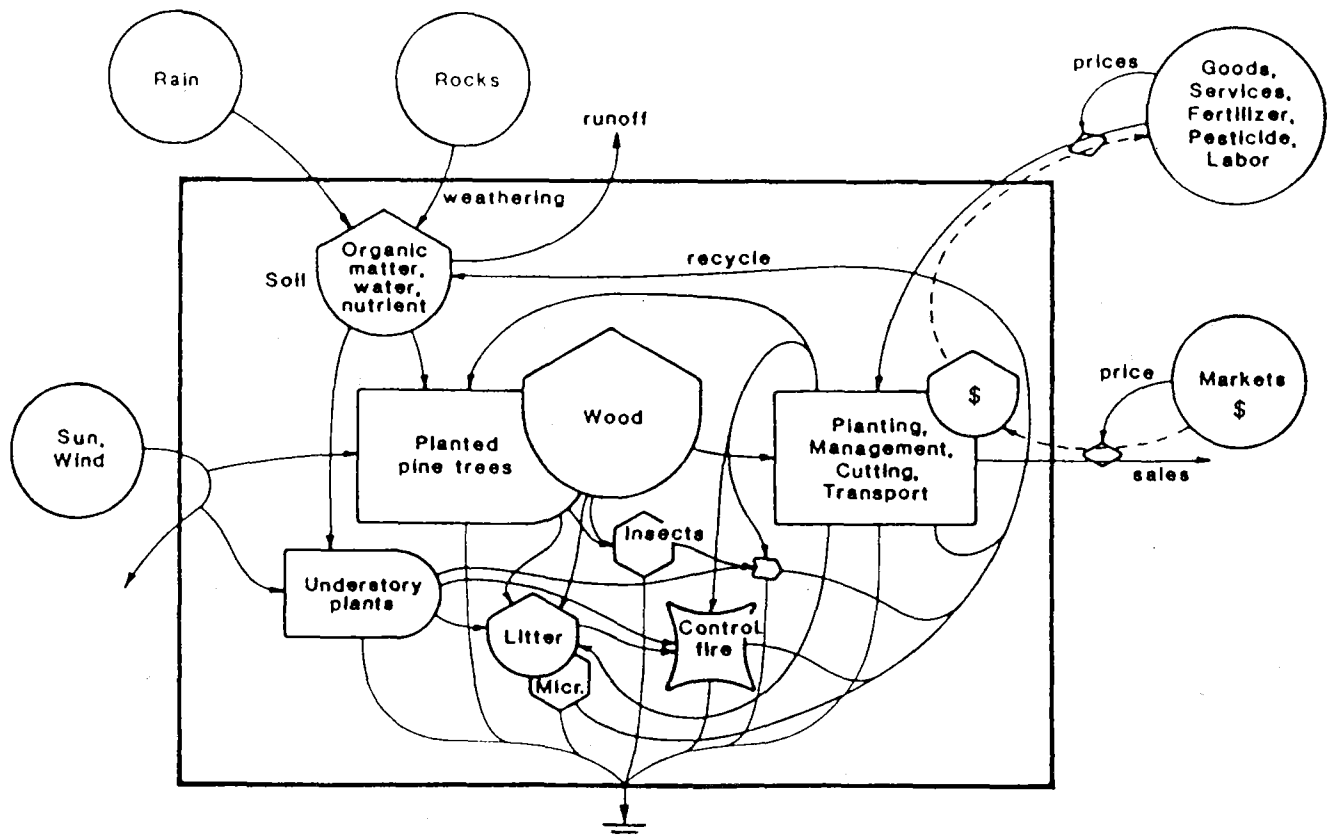 Rain
Rocks
runoff
prices
Goods,
Services,
Fertilizer,
Pesticide,
Labor
weathering
Soil
Organic
matter,
water,
nutrient
recycle
Sun,
Wind
Planted
pine trees
Wood
Planting,
Management,
Cutting,
Transport
$
price
Markets
$
sales
Insects
Understory
plants
Litter
Micr.
Control
fire